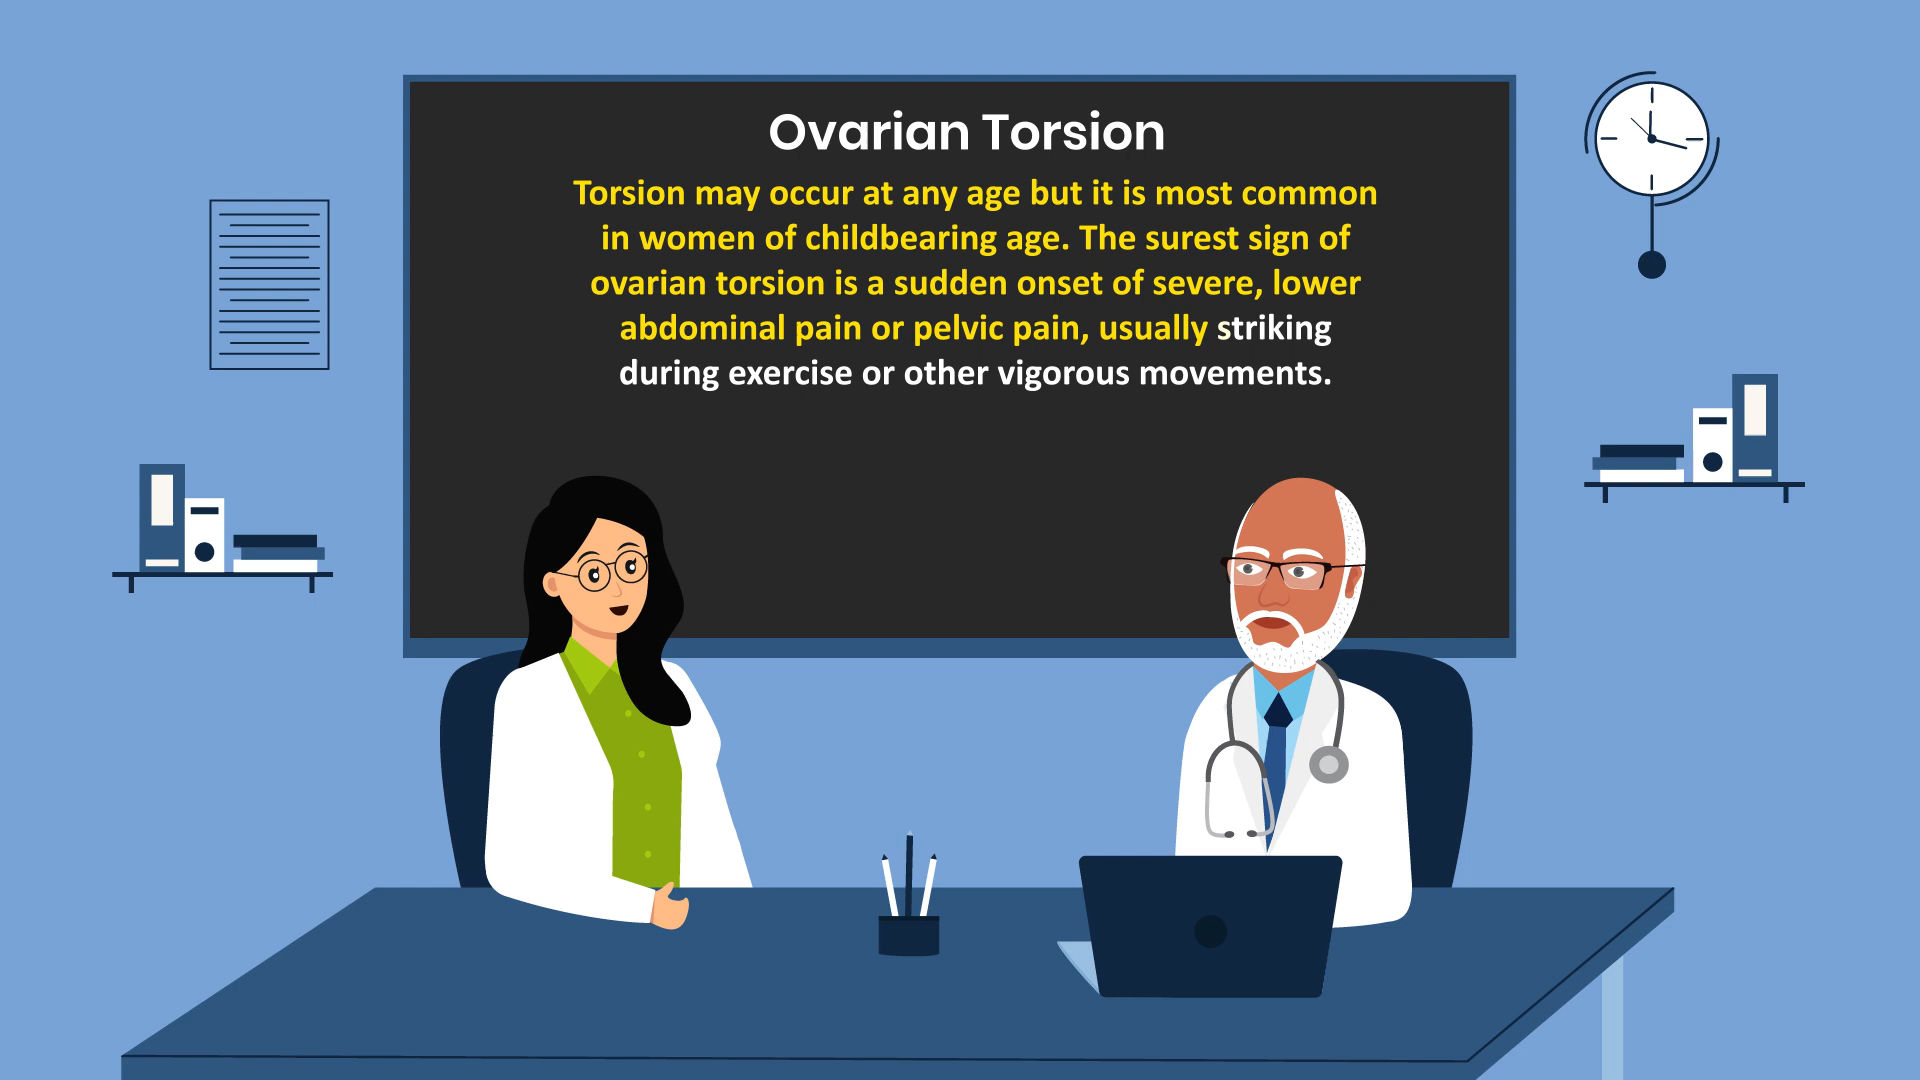 Ovarian Torsion
Torsion may occur at any age but it is most common
in women of childbearing age. The surest sign of
ovarian torsion is a sudden onset of severe, lower
abdominal pain or pelvic pain, usually striking
during exercise or other vigorous movements.